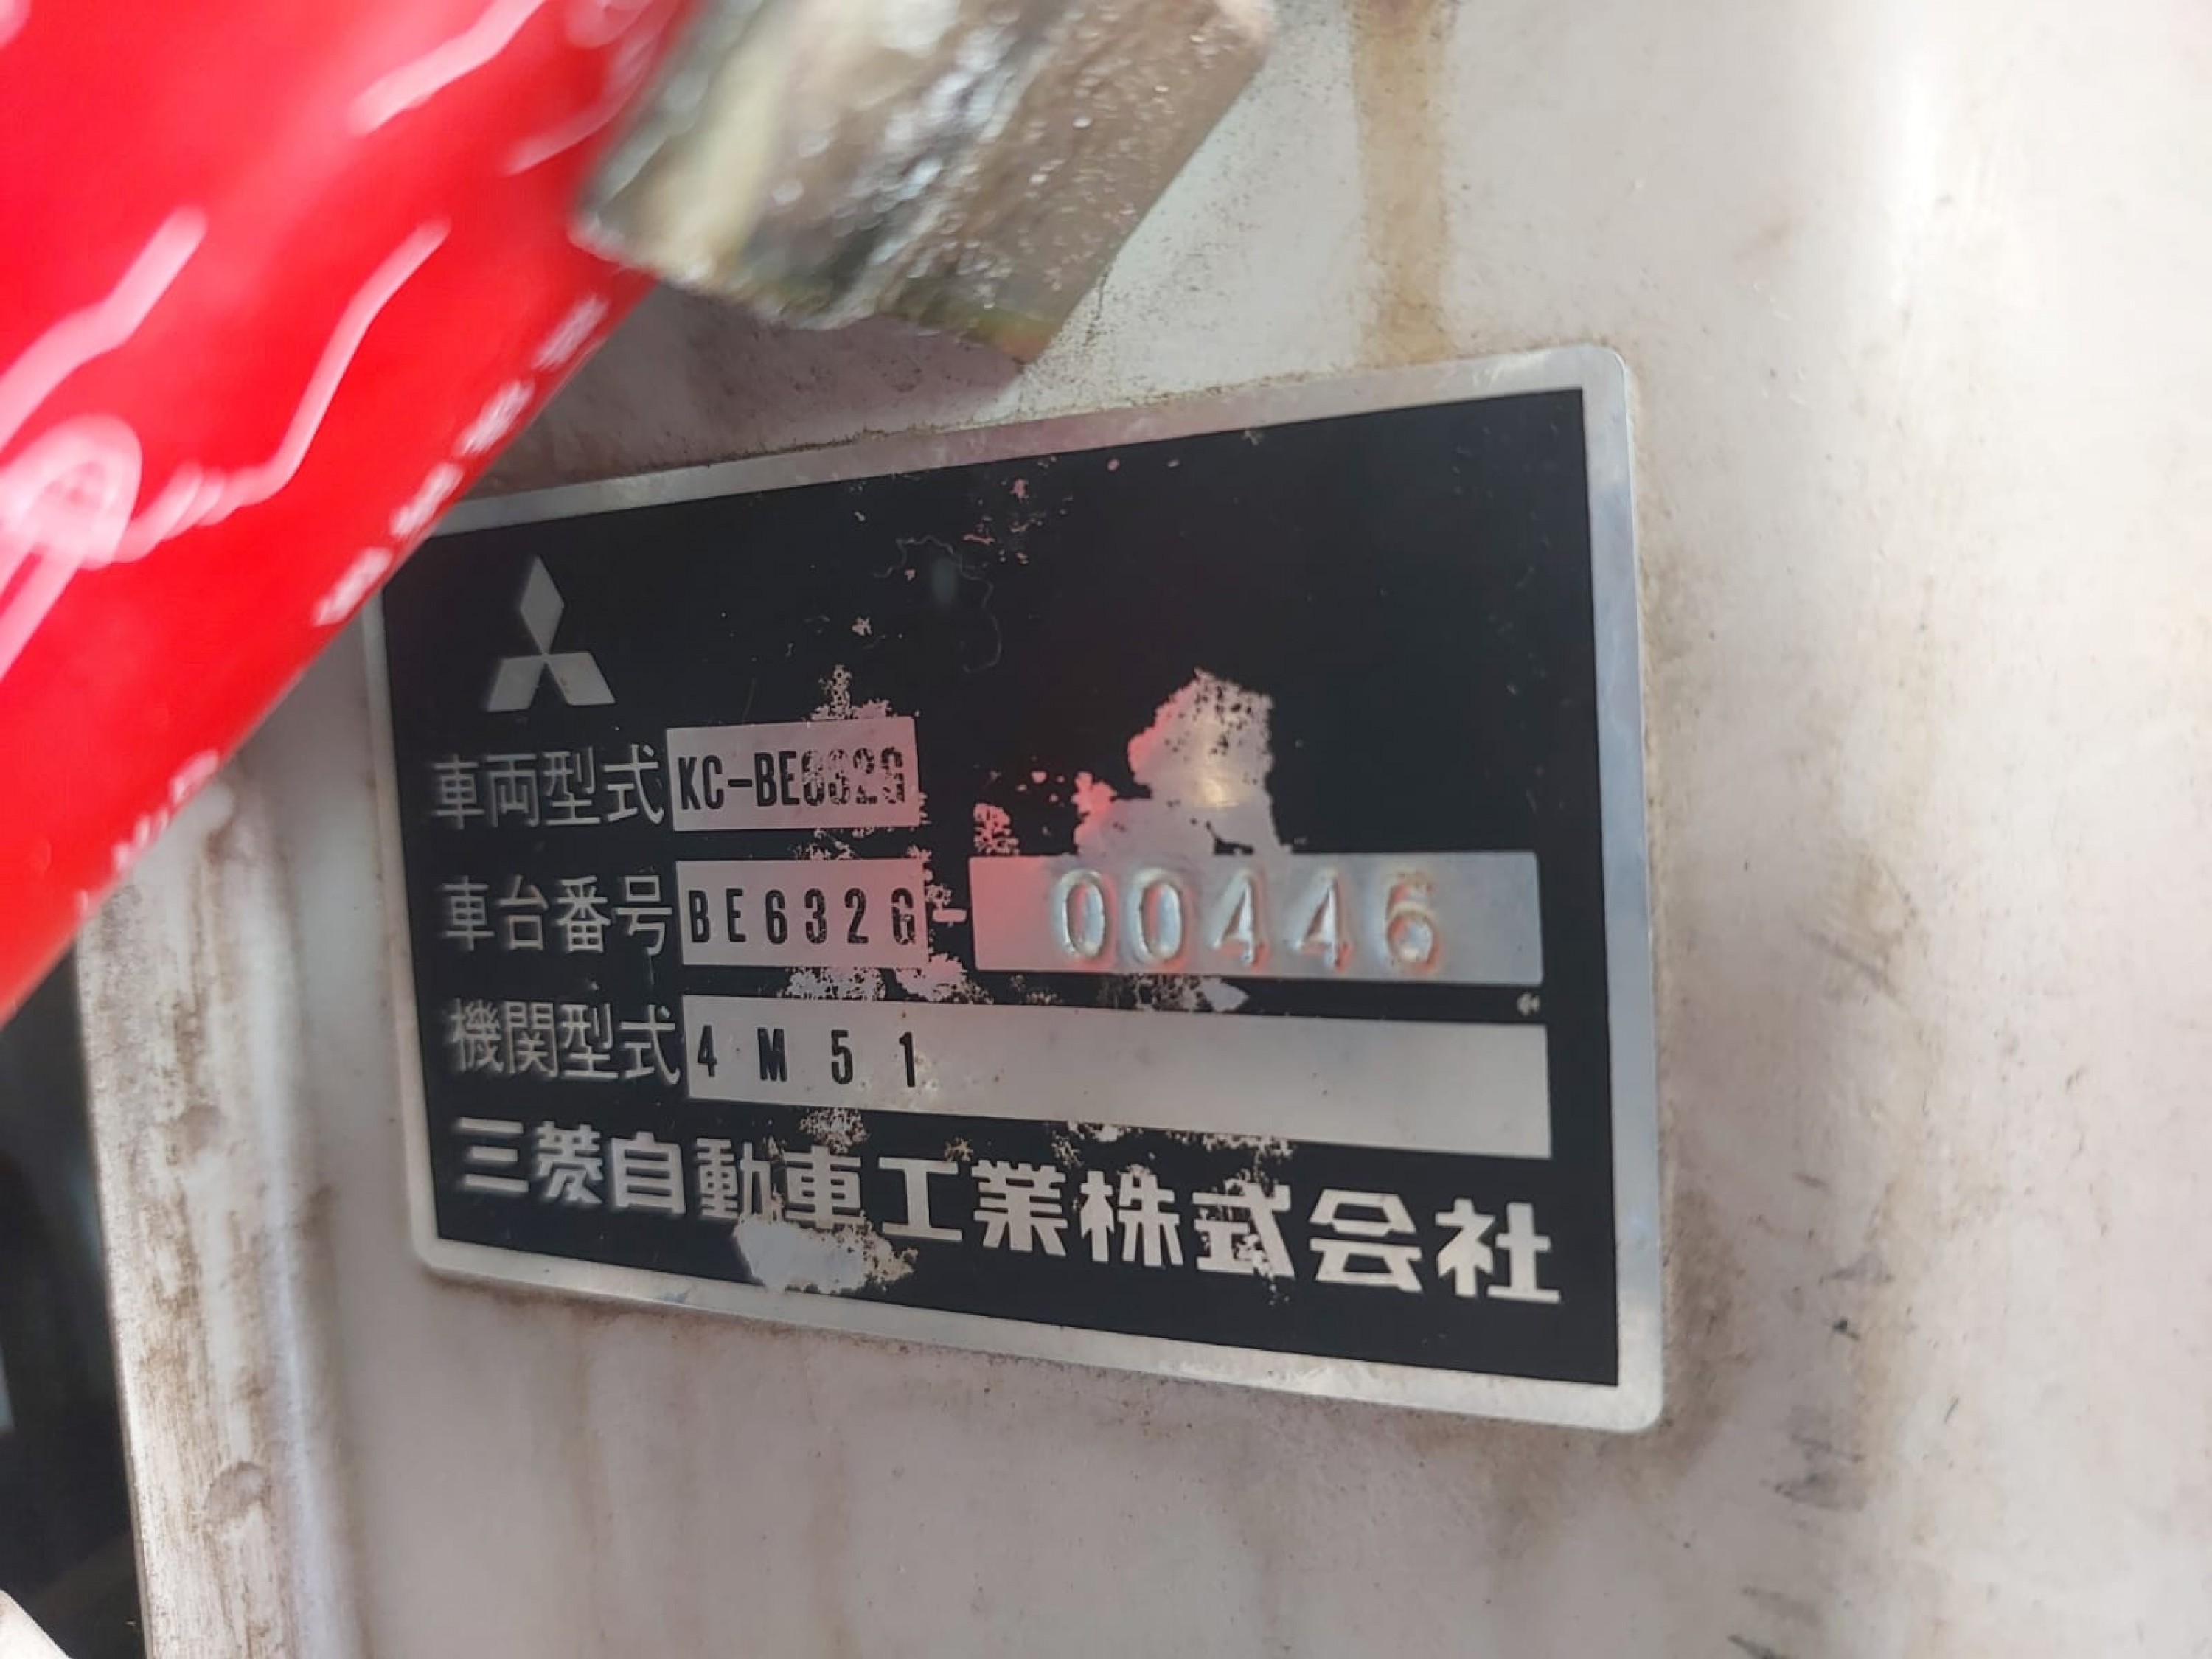 車両型式 KC-BE632G
車台番号 BE632G-00446
機関型式 4M51
三菱自動車工業株式会社